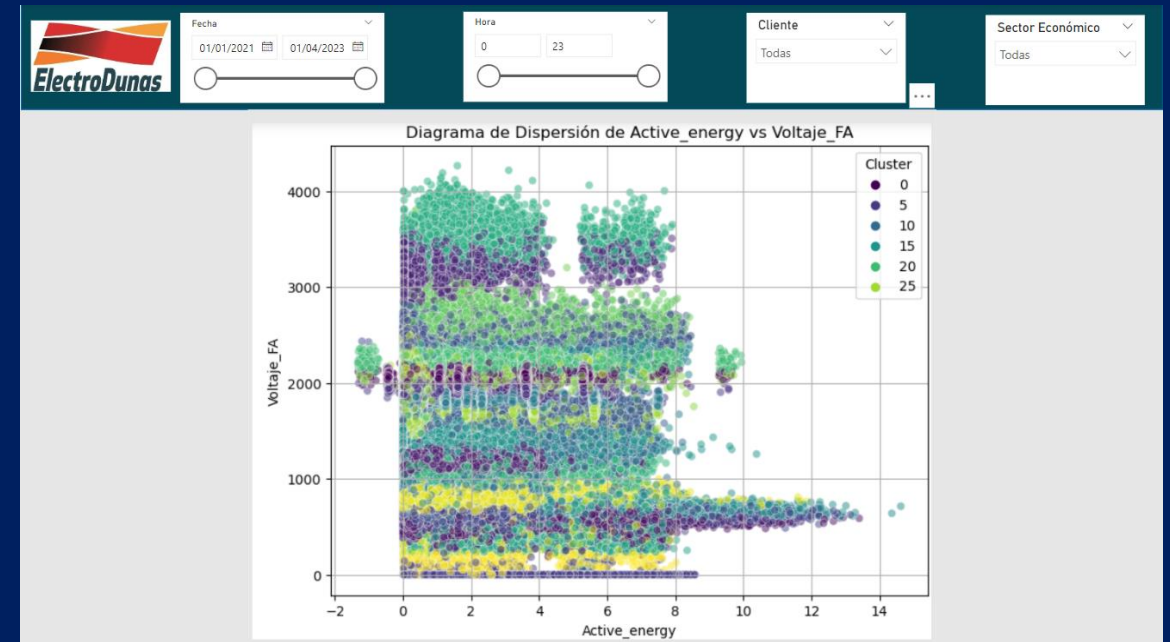 ElectroDunas
Fecha
01/01/2021 01/04/2023
Hora
0 23
Cliente
Todas
Sector Económico
Todas
...
Diagrama de Dispersión de Active_energy vs Voltaje_FA
Cluster
0
5
10
15
20
25
4000
3000
2000
1000
0
Voltaje_FA
−2 0 2 4 6 8 10 12 14
Active_energy